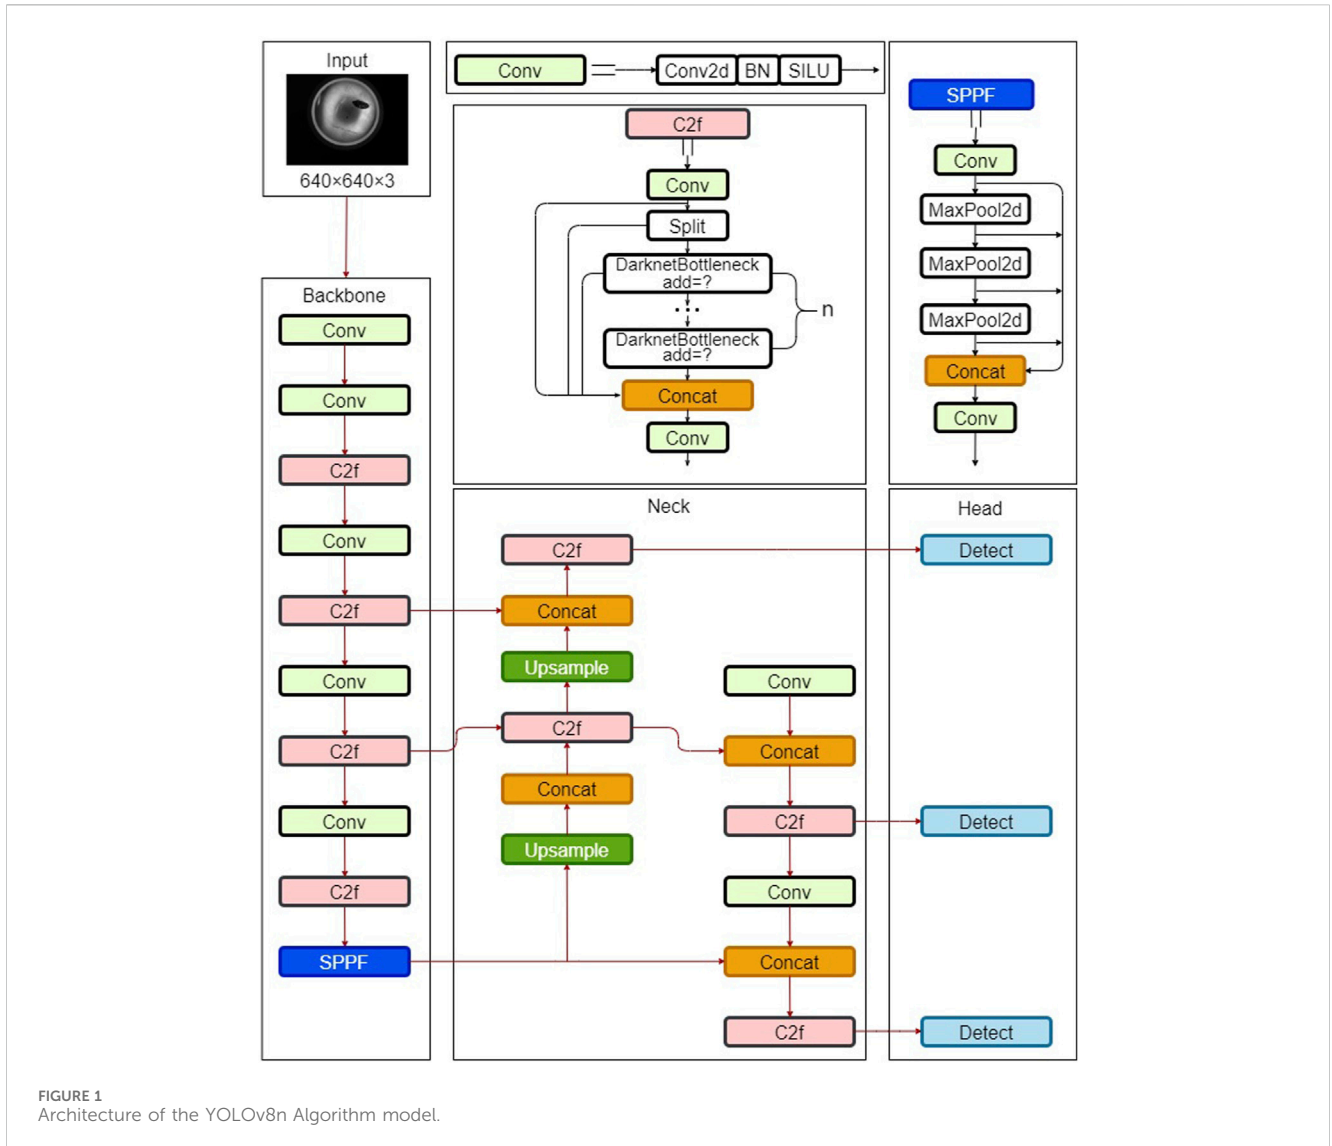 Input
640×640×3
Conv
Conv2d
BN
SILU
C2f
Conv
Split
DarknetBottleneck
add=?
...
DarknetBottleneck
add=?
n
Concat
Conv
SPPF
Conv
MaxPool2d
MaxPool2d
MaxPool2d
Concat
Conv
Backbone
Conv
Conv
C2f
Conv
C2f
Conv
C2f
Conv
C2f
SPPF
Neck
C2f
Concat
Upsample
C2f
Concat
Upsample
Conv
Concat
C2f
Conv
Concat
C2f
Head
Detect
Detect
Detect
FIGURE 1
Architecture of the YOLOv8n Algorithm model.